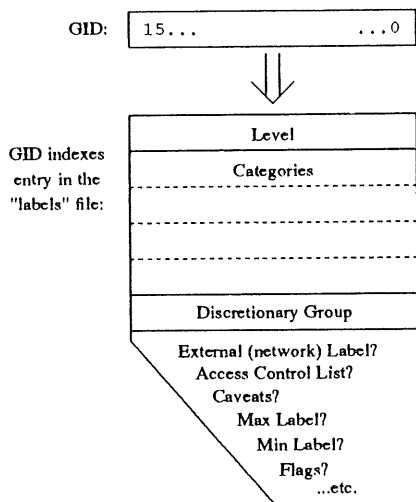 GID: 15... ...0
Level
GID indexes
entry in the
"labels" file:
Categories
Discretionary Group
External (network) Label?
Access Control List?
Caveats?
Max Label?
Min Label?
Flags?
...etc.